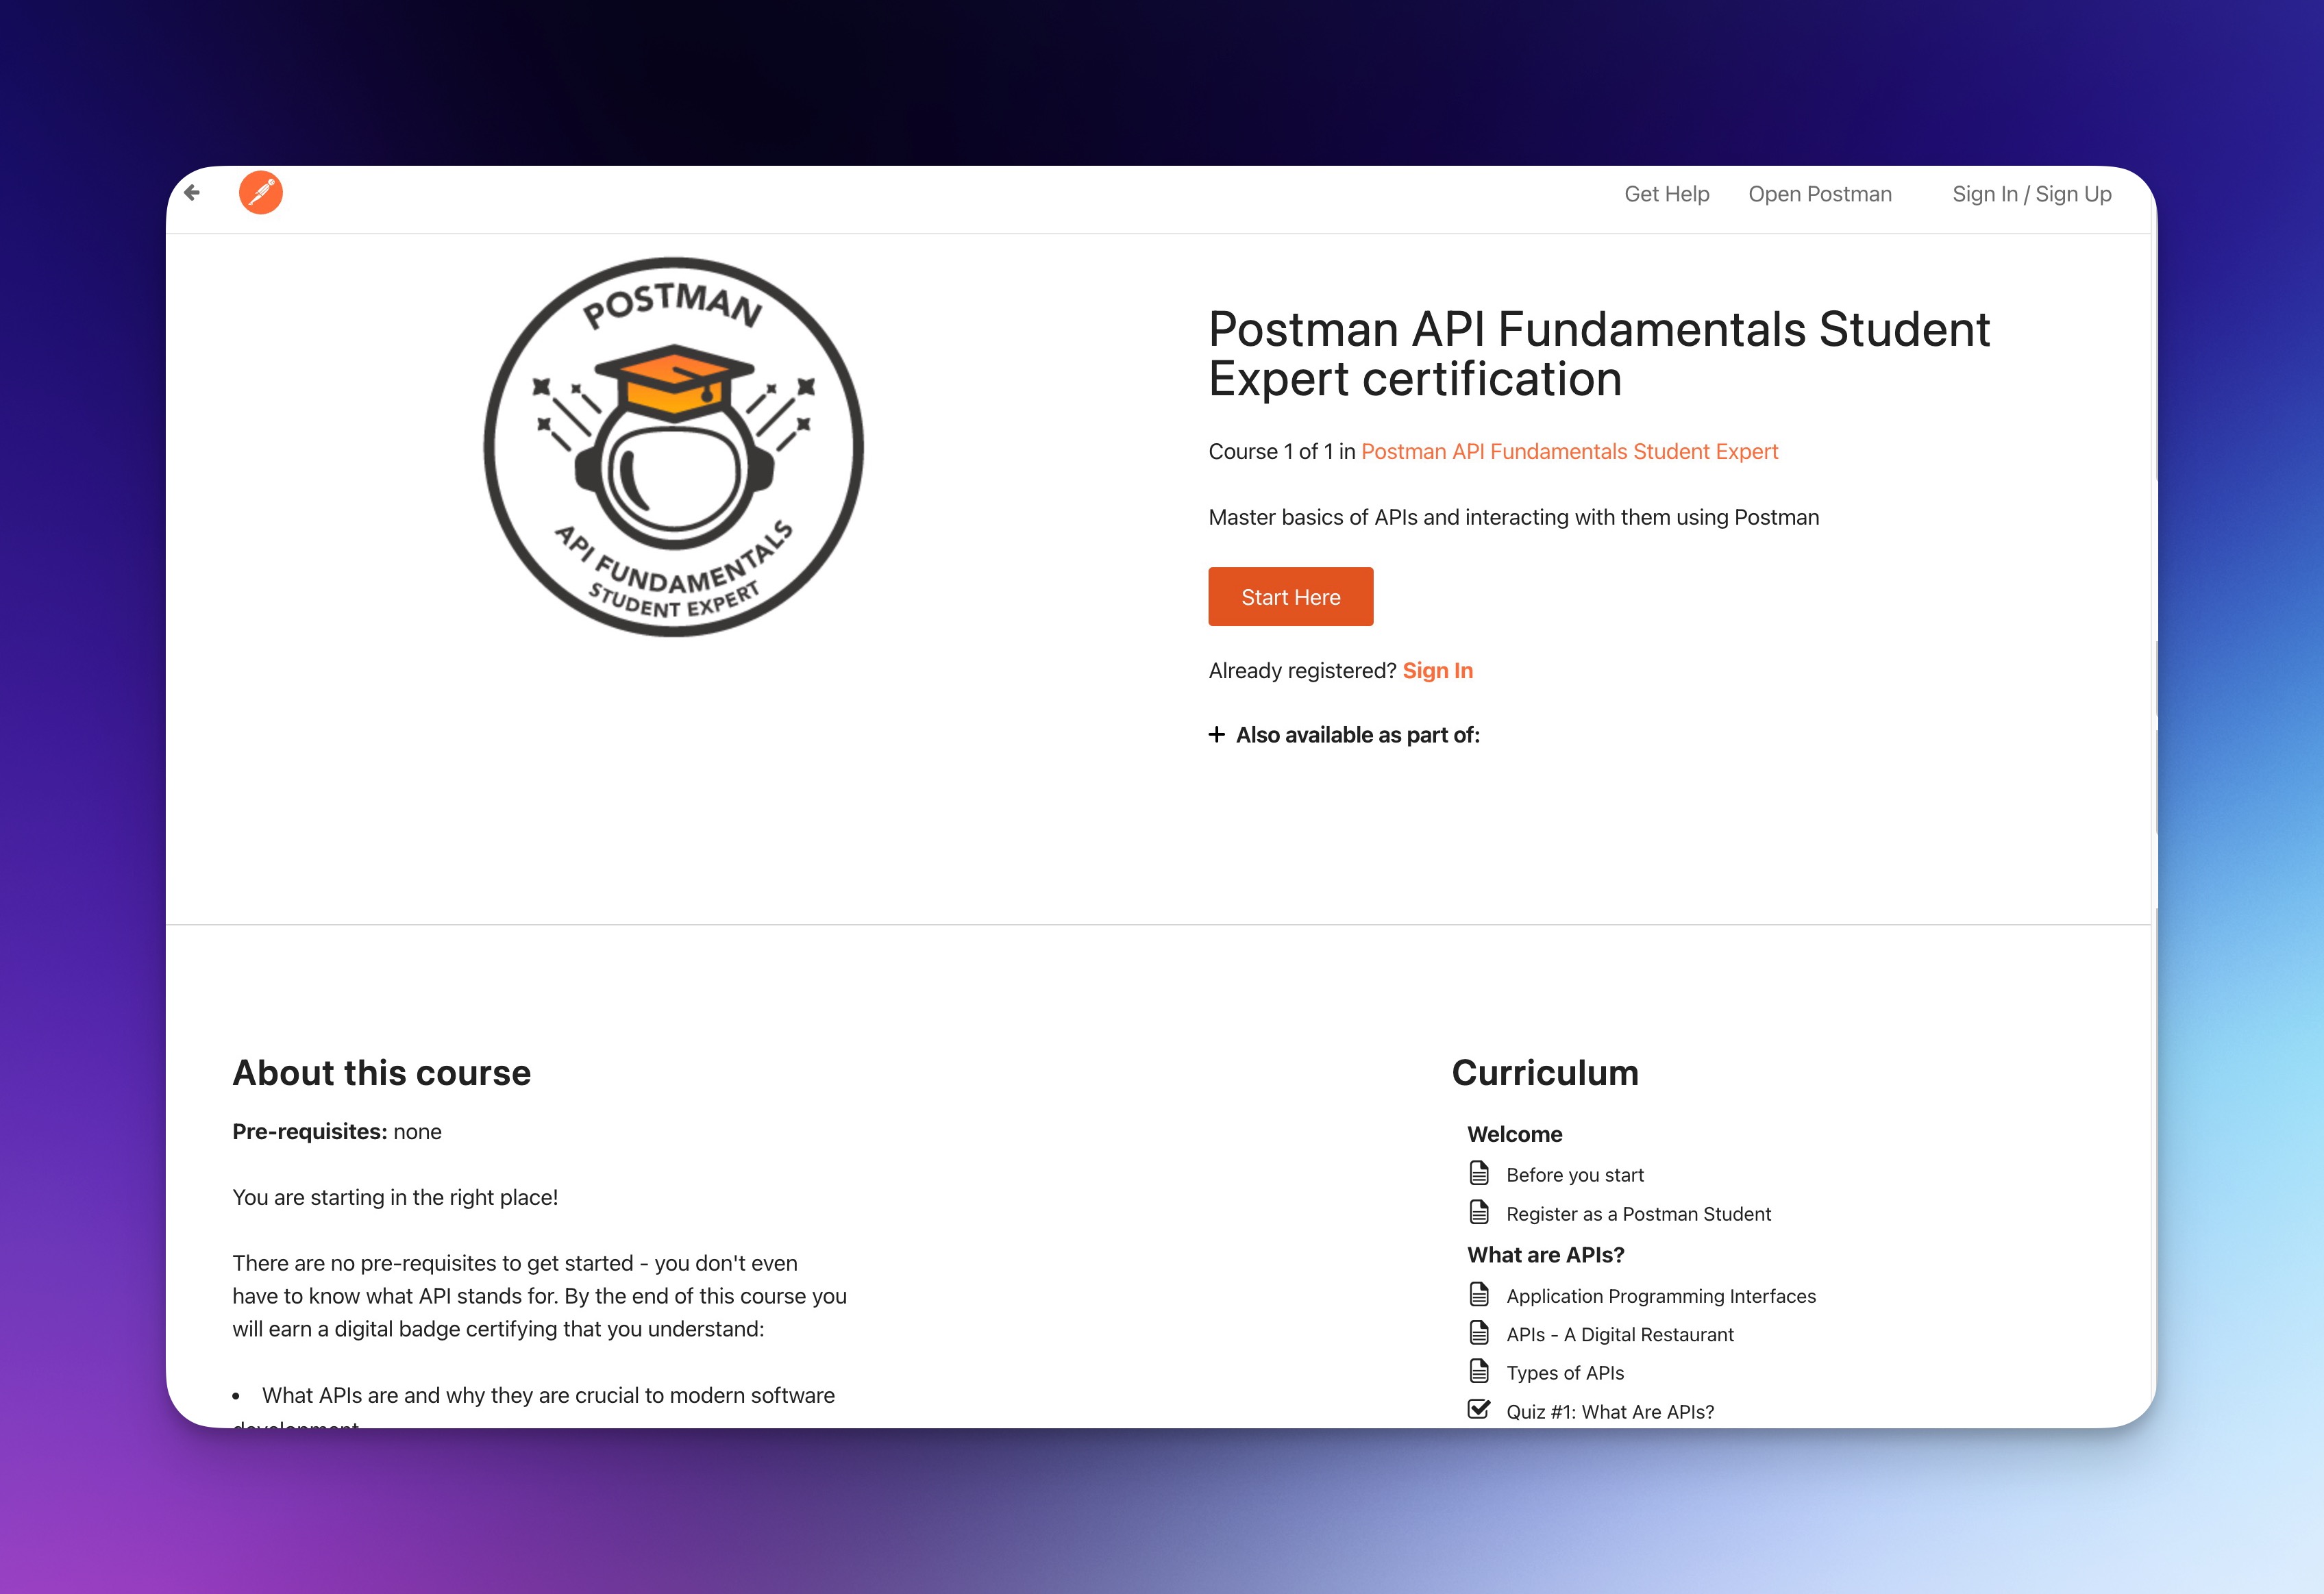 Get Help Open Postman Sign In / Sign Up
POSTMAN
API FUNDAMENTALS
STUDENT EXPERT
Postman API Fundamentals Student
Expert certification
Course 1 of 1 in Postman API Fundamentals Student Expert
Master basics of APIs and interacting with them using Postman
Start Here
Already registered? Sign In
+ Also available as part of:
About this course
Pre-requisites: none
You are starting in the right place!
There are no pre-requisites to get started - you don't even
have to know what API stands for. By the end of this course you
will earn a digital badge certifying that you understand:
• What APIs are and why they are crucial to modern software
development
Curriculum
Welcome
Before you start
Register as a Postman Student
What are APIs?
Application Programming Interfaces
APIs - A Digital Restaurant
Types of APIs
Quiz #1: What Are APIs?